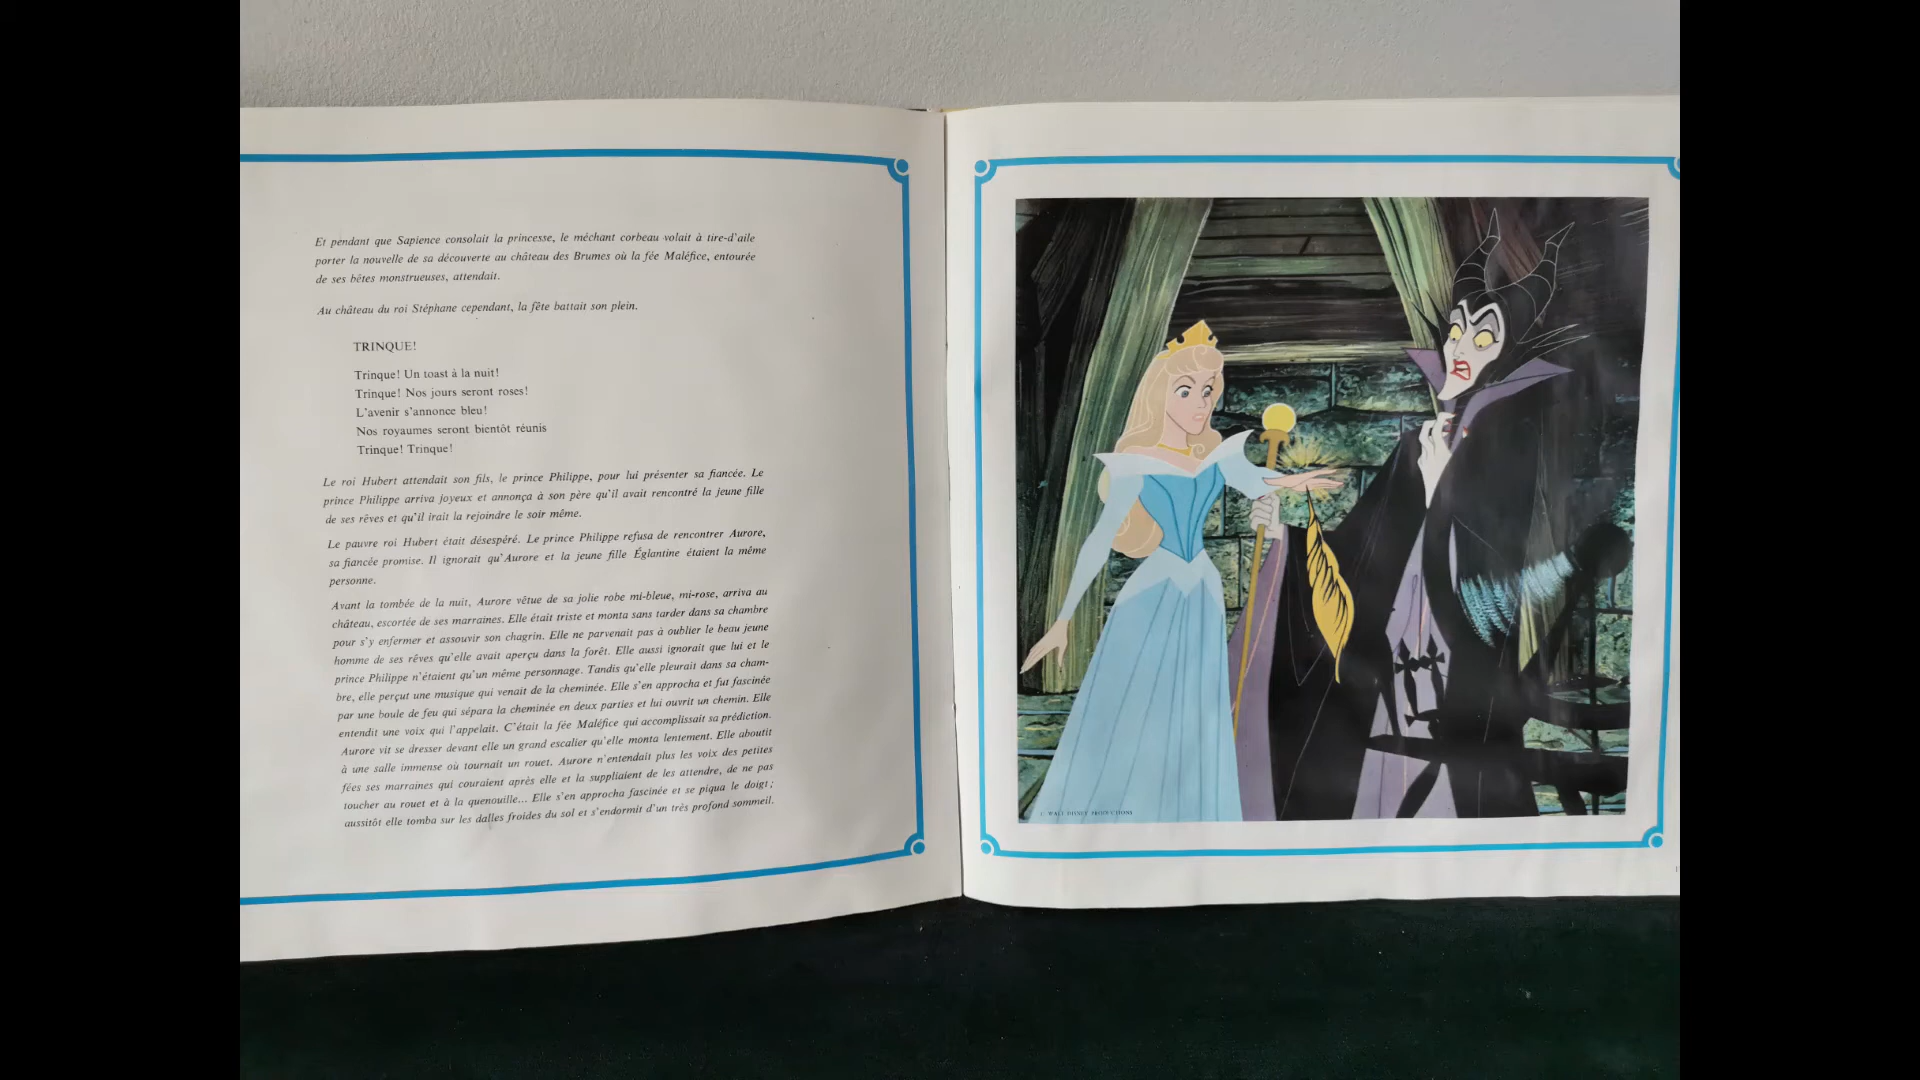 Et pendant que Sapience consolait la princesse, le méchant corbeau volait à tire-d'aile
porter la nouvelle de sa découverte au château des Brumes où la fée Maléfice, entourée
de ses bêtes monstrueuses, attendait.
Au château du roi Stéphane cependant, la fête battait son plein.
TRINQUE!
Trinque! Un toast à la nuit!
Trinque! Nos jours seront roses!
L'avenir s'annonce bleu!
Nos royaumes seront bientôt réunis
Trinque! Trinque!
Le roi Hubert attendait son fils, le prince Philippe, pour lui présenter sa fiancée. Le
prince Philippe arriva joyeux et annonça à son père qu'il avait rencontré la jeune fille
de ses rêves et qu'il irait la rejoindre le soir même.
Le pauvre roi Hubert était désespéré. Le prince Philippe refusa de rencontrer Aurore,
sa fiancée promise. Il ignorait qu'Aurore et la jeune fille Églantine étaient la même
personne.
Avant la tombée de la nuit, Aurore vêtue de sa jolie robe mi-bleue, mi-rose, arriva au
château, escortée de ses marraines. Elle était triste et monta sans tarder dans sa chambre
pour s'y enfermer et assouvir son chagrin. Elle ne parvenait pas à oublier le beau jeune
homme de ses rêves qu'elle avait aperçu dans la forêt. Elle aussi ignorait que lui et le
prince Philippe n'étaient qu'un même personnage. Tandis qu'elle pleurait dans sa cham-
bre, elle perçut une musique qui venait de la cheminée. Elle s'en approcha et fut fascinée
par une boule de feu qui sépara la cheminée en deux parties et lui ouvrit un chemin. Elle
entendit une voix qui l'appelait. C'était la fée Maléfice qui accomplissait sa prédiction.
Aurore vit se dresser devant elle un grand escalier qu'elle monta lentement. Elle aboutit
à une salle immense où tournait un rouet. Aurore n'entendait plus les voix des petites
fées ses marraines qui couraient après elle et la suppliaient de les attendre, de ne pas
toucher au rouet et à la quenouille... Elle s'en approcha fascinée et se piqua le doigt;
aussitôt elle tomba sur les dalles froides du sol et s'endormit d'un très profond sommeil.
WALT DISNEY PRODUCTIONS